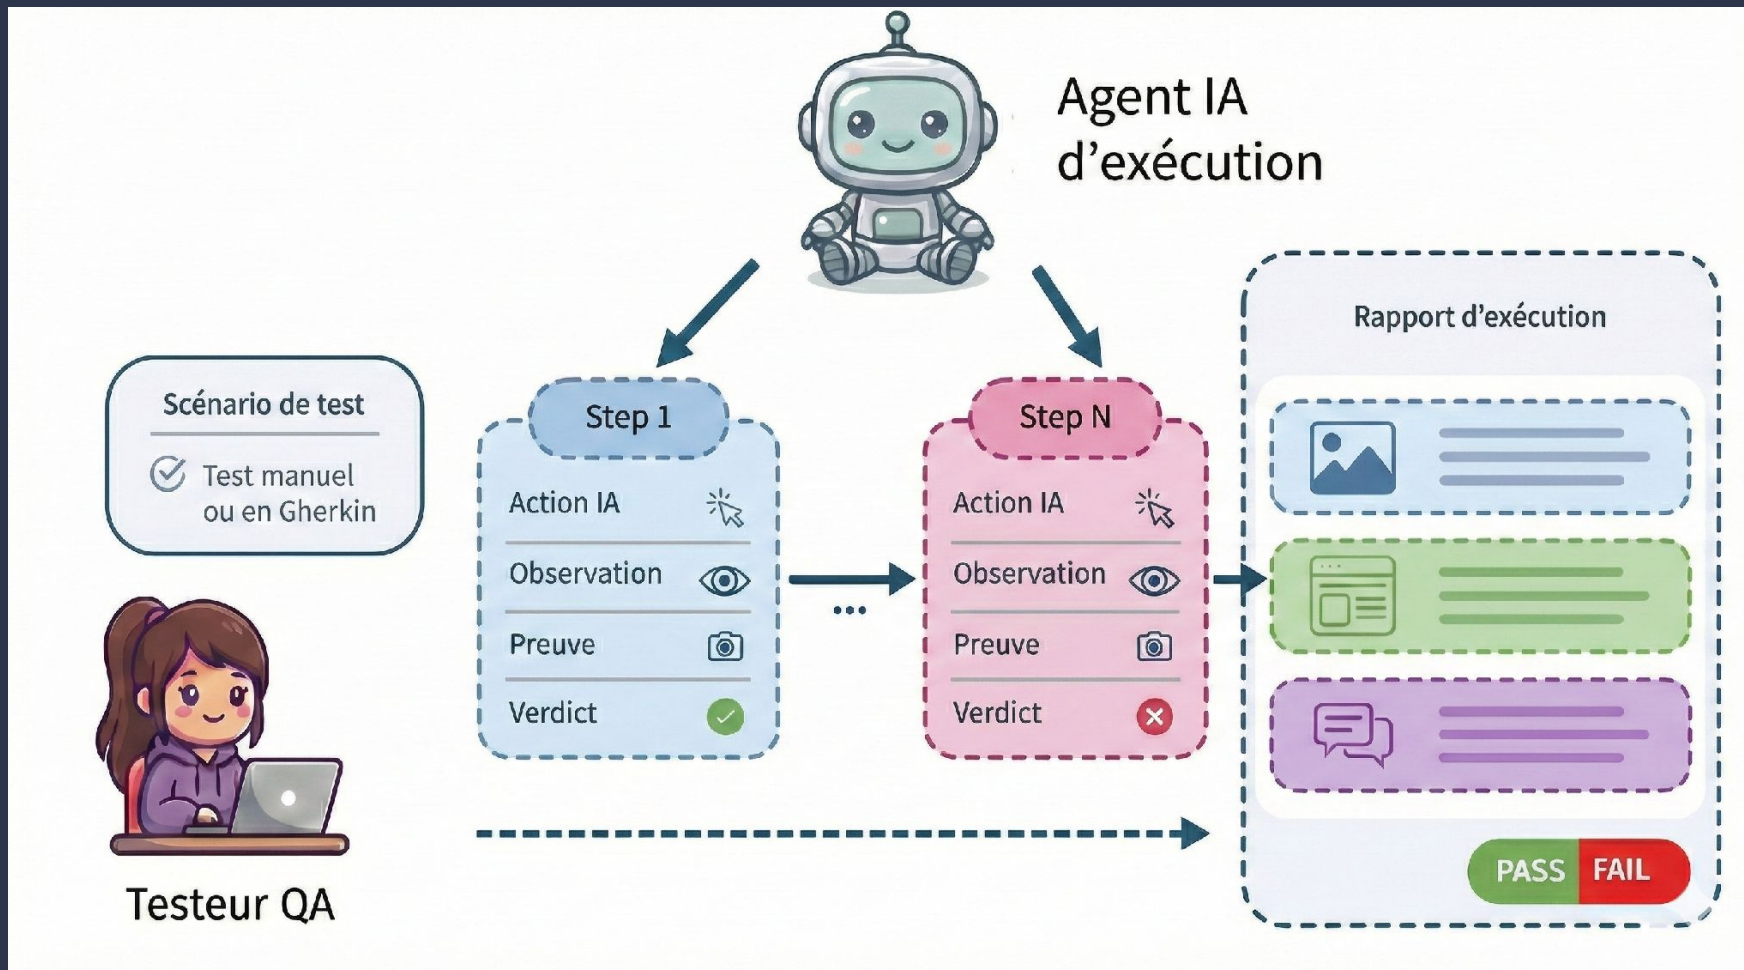 Agent IA
d’exécution
Scénario de test
Test manuel
ou en Gherkin
Testeur QA
Step 1
Action IA
Observation
Preuve
Verdict
...
Step N
Action IA
Observation
Preuve
Verdict
Rapport d’exécution
PASS FAIL